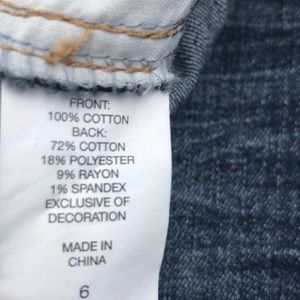 FRONT:
100% COTTON
BACK:
72% COTTON
18% POLYESTER
9% RAYON
1% SPANDEX
EXCLUSIVE OF
DECORATION
MADE IN
CHINA
6